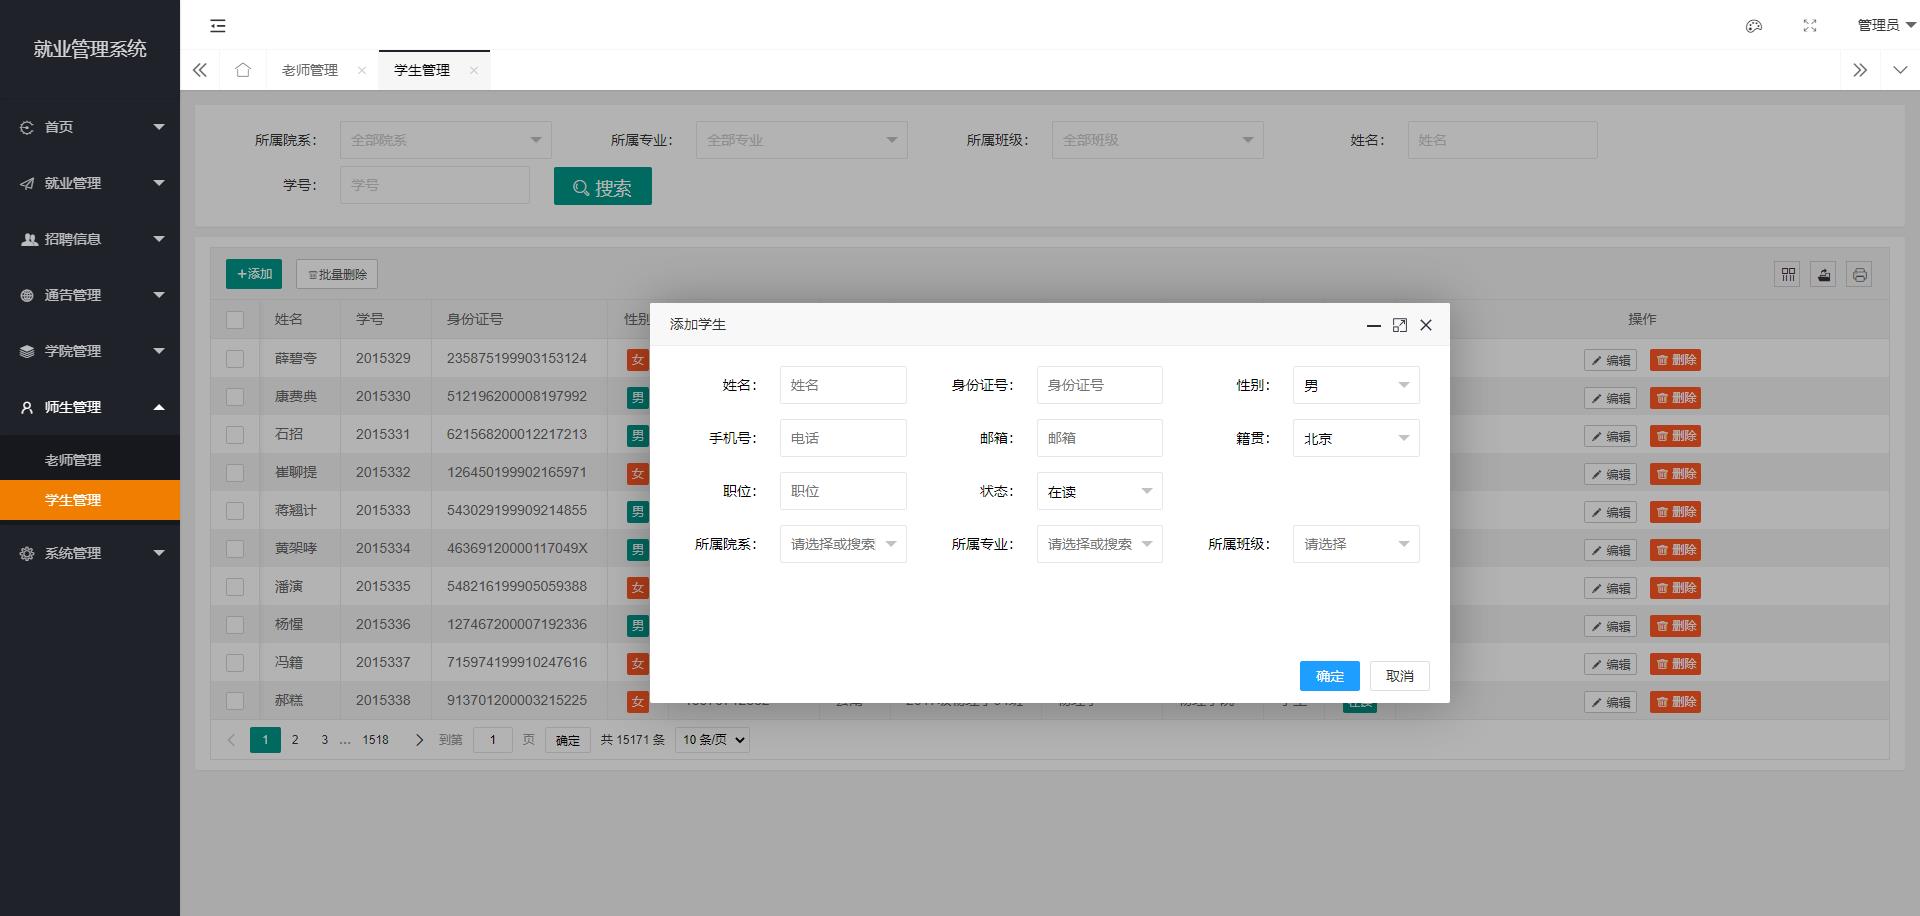 就业管理系统
管理员
老师管理
学生管理
首页
就业管理
招聘信息
通告管理
学院管理
师生管理
老师管理
学生管理
系统管理
所属院系： 全部院系 所属专业： 全部专业 所属班级： 全部班级 姓名： 姓名
学号： 学号 搜索
添加 批量删除
姓名 学号 身份证号 性别 操作
薛碧夸 2015329 235875199903153124 女 编辑 删除
康费典 2015330 512196200008197992 男 编辑 删除
石招 2015331 621568200012217213 男 编辑 删除
崔聊提 2015332 126450199902165971 女 编辑 删除
蒋翘计 2015333 543029199909214855 男 编辑 删除
黄架哮 2015334 46369120000117049X 男 编辑 删除
潘演 2015335 548216199905059388 女 编辑 删除
杨惺 2015336 127467200007192336 男 编辑 删除
冯籍 2015337 715974199910247616 女 编辑 删除
郝糕 2015338 913701200003215225 女 编辑 删除
1 2 3 … 1518 到第 1 页 确定 共 15171 条 10 条/页
添加学生
姓名： 姓名 身份证号： 身份证号 性别： 男
手机号： 电话 邮箱： 邮箱 籍贯： 北京
职位： 职位 状态： 在读
所属院系： 请选择或搜索 所属专业： 请选择或搜索 所属班级： 请选择
确定 取消